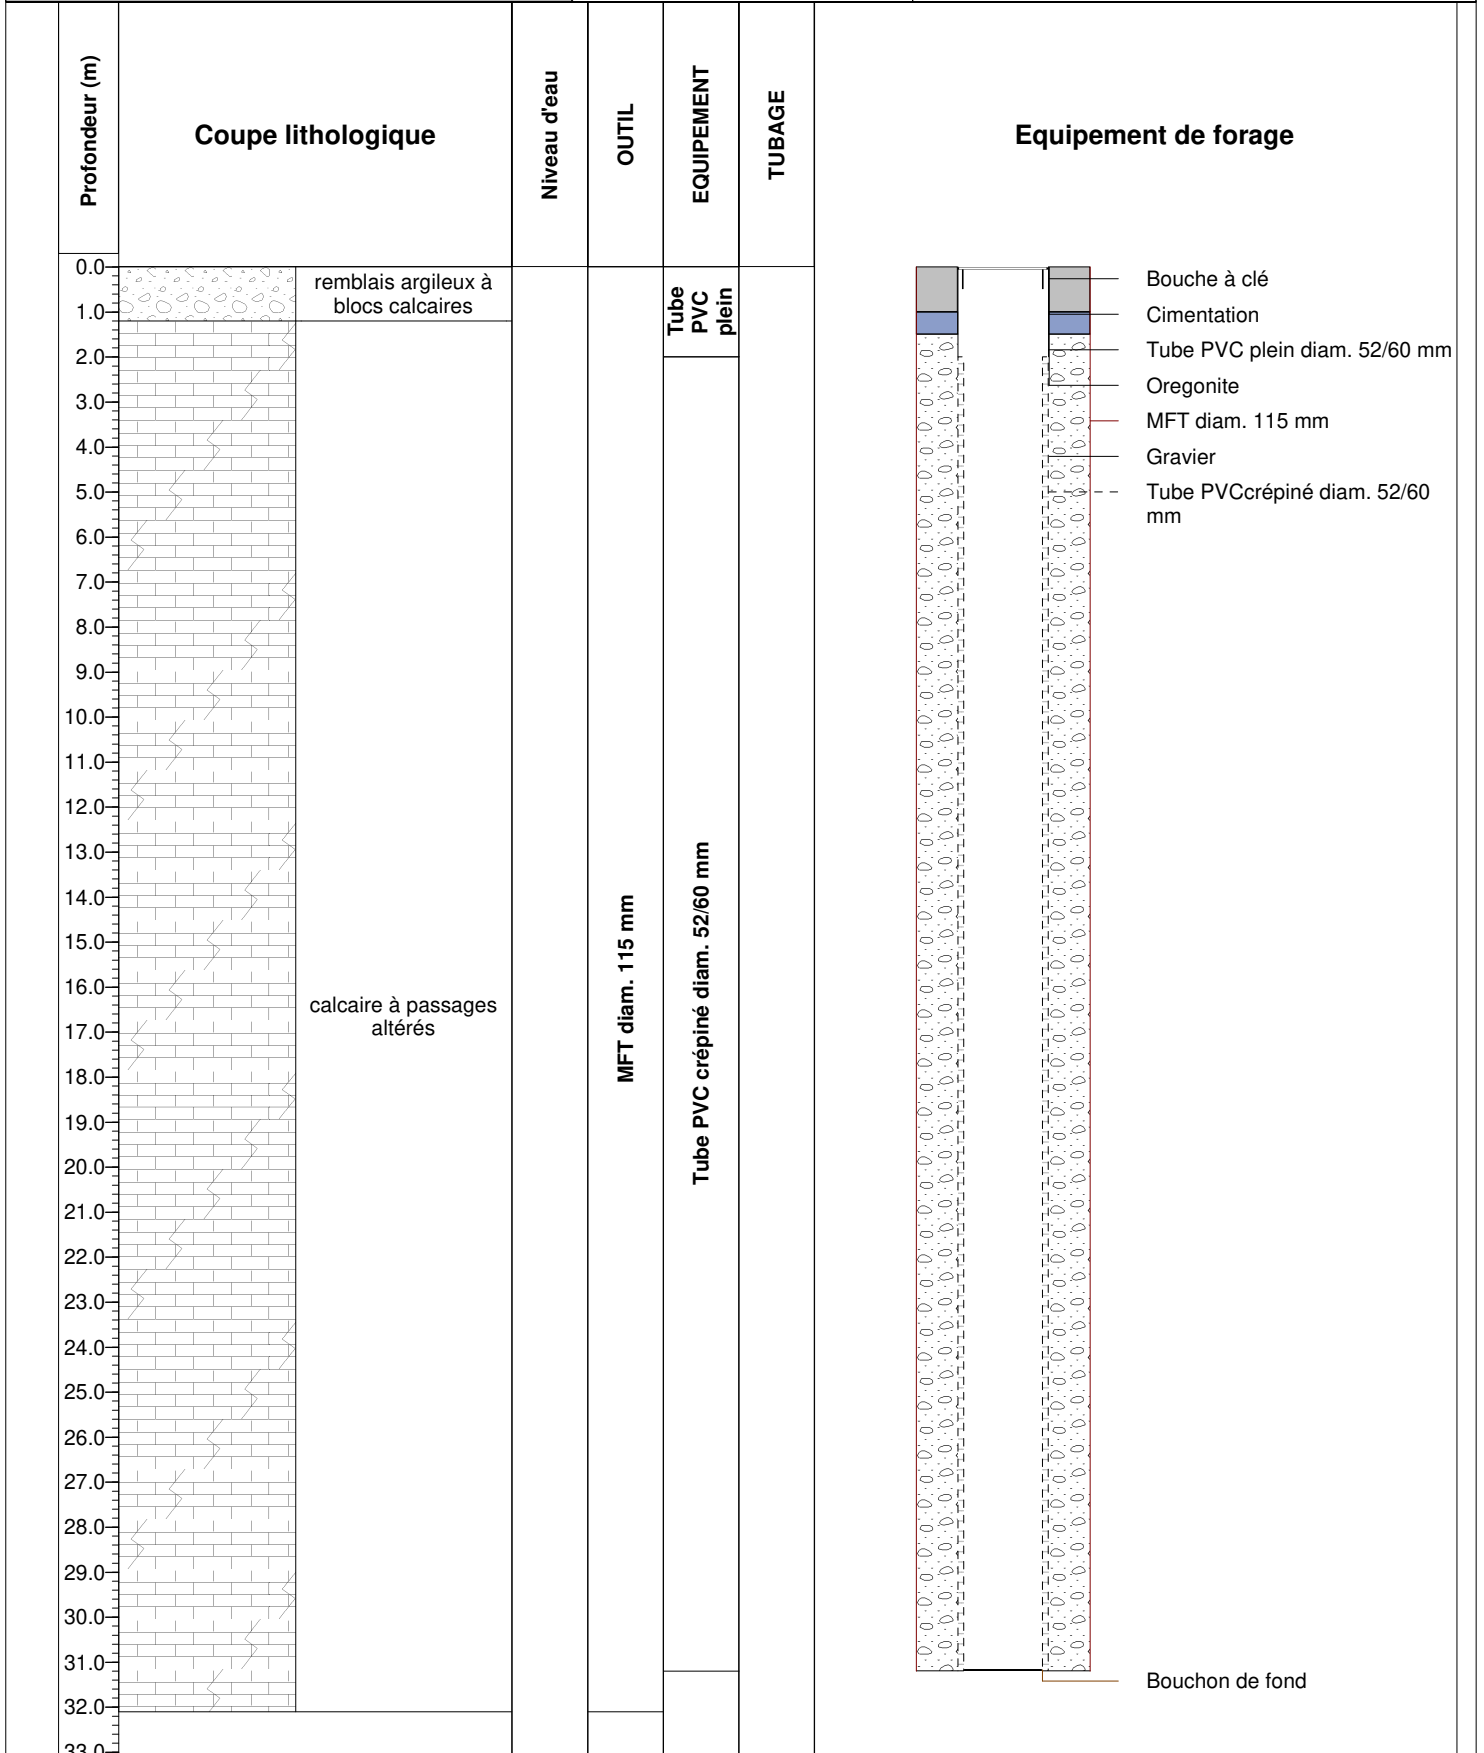 Profondeur (m)
Coupe lithologique
Niveau d'eau
OUTIL
EQUIPEMENT
TUBAGE
Equipement de forage
0.0
1.0
2.0
3.0
4.0
5.0
6.0
7.0
8.0
9.0
10.0
11.0
12.0
13.0
14.0
15.0
16.0
17.0
18.0
19.0
20.0
21.0
22.0
23.0
24.0
25.0
26.0
27.0
28.0
29.0
30.0
31.0
32.0
33.0
remblais argileux à
blocs calcaires
calcaire à passages
altérés
MFT diam. 115 mm
Tube
PVC
plein
Tube PVC crépiné diam. 52/60 mm
Bouche à clé
Cimentation
Tube PVC plein diam. 52/60 mm
Oregonite
MFT diam. 115 mm
Gravier
Tube PVCcrépiné diam. 52/60
mm
Bouchon de fond